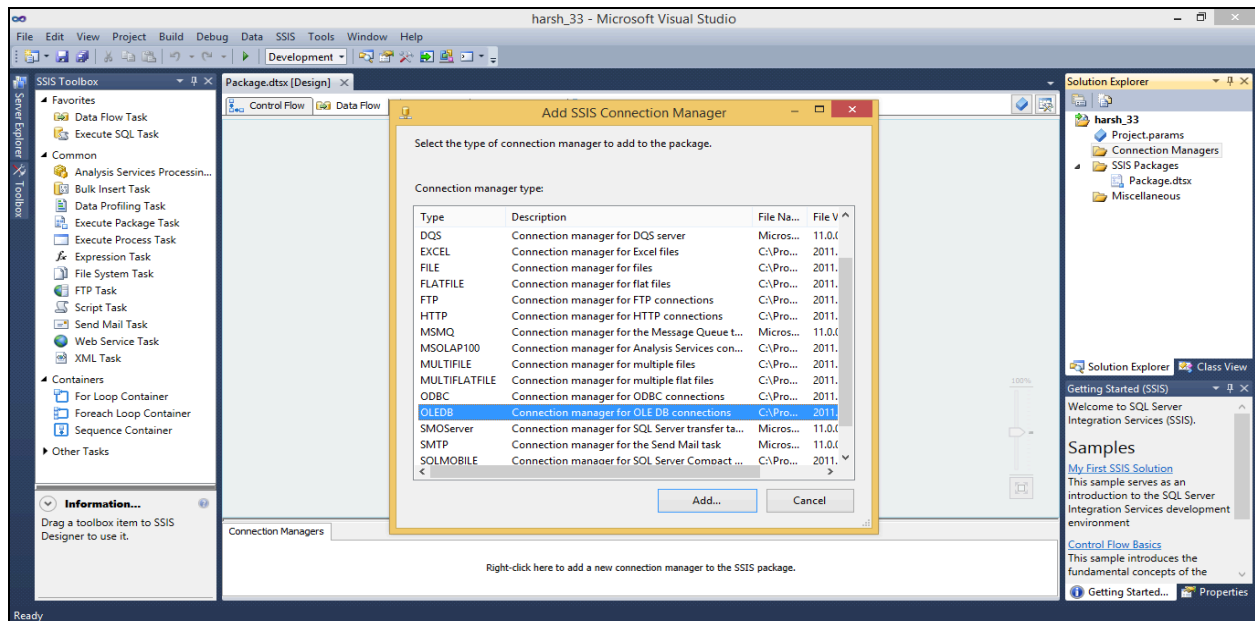 harsh_33 - Microsoft Visual Studio
File Edit View Project Build Debug Data SSIS Tools Window Help
Development
Server Explorer
Toolbox
SSIS Toolbox
Favorites
Data Flow Task
Execute SQL Task
Common
Analysis Services Processin...
Bulk Insert Task
Data Profiling Task
Execute Package Task
Execute Process Task
Expression Task
File System Task
FTP Task
Script Task
Send Mail Task
Web Service Task
XML Task
Containers
For Loop Container
Foreach Loop Container
Sequence Container
Other Tasks
Information...
Drag a toolbox item to SSIS
Designer to use it.
Package.dtsx [Design]
Control Flow Data Flow
Add SSIS Connection Manager
Select the type of connection manager to add to the package.
Connection manager type:
Type Description File Na... File V
DQS Connection manager for DQS server Micros... 11.0.(
EXCEL Connection manager for Excel files C:\Pro... 2011.
FILE Connection manager for files C:\Pro... 2011.
FLATFILE Connection manager for flat files C:\Pro... 2011.
FTP Connection manager for FTP connections C:\Pro... 2011.
HTTP Connection manager for HTTP connections C:\Pro... 2011.
MSMQ Connection manager for the Message Queue t... Micros... 11.0.(
MSOLAP100 Connection manager for Analysis Services con... C:\Pro... 2011.
MULTIFILE Connection manager for multiple files C:\Pro... 2011.
MULTIFLATFILE Connection manager for multiple flat files C:\Pro... 2011.
ODBC Connection manager for ODBC connections C:\Pro... 2011.
OLEDB Connection manager for OLE DB connections C:\Pro... 2011.
SMOServer Connection manager for SQL Server transfer ta... Micros... 11.0.(
SMTP Connection manager for the Send Mail task Micros... 11.0.(
SQLMOBILE Connection manager for SQL Server Compact ... C:\Pro... 2011.
Add... Cancel
100%
Connection Managers
Right-click here to add a new connection manager to the SSIS package.
Solution Explorer
harsh_33
Project.params
Connection Managers
SSIS Packages
Package.dtsx
Miscellaneous
Solution Explorer Class View
Getting Started (SSIS)
Welcome to SQL Server
Integration Services (SSIS).
Samples
My First SSIS Solution
This sample serves as an
introduction to the SQL Server
Integration Services development
environment
Control Flow Basics
This sample introduces the
fundamental concepts of the
Getting Started... Properties
Ready